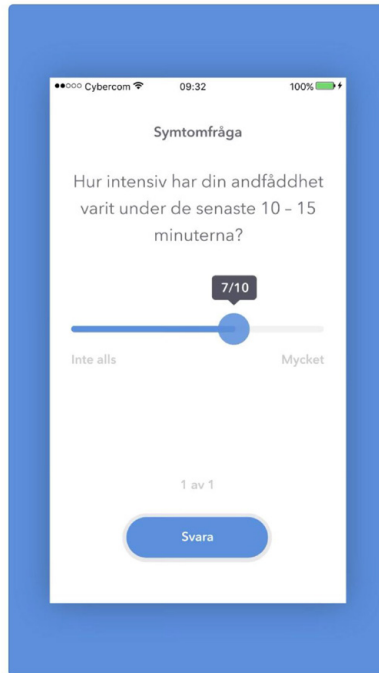 ●●○○○ Cybercom 09:32 100%
Symtomfråga
Hur intensiv har din andfåddhet
varit under de senaste 10 – 15
minuterna?
7/10
Inte alls Mycket
1 av 1
Svara